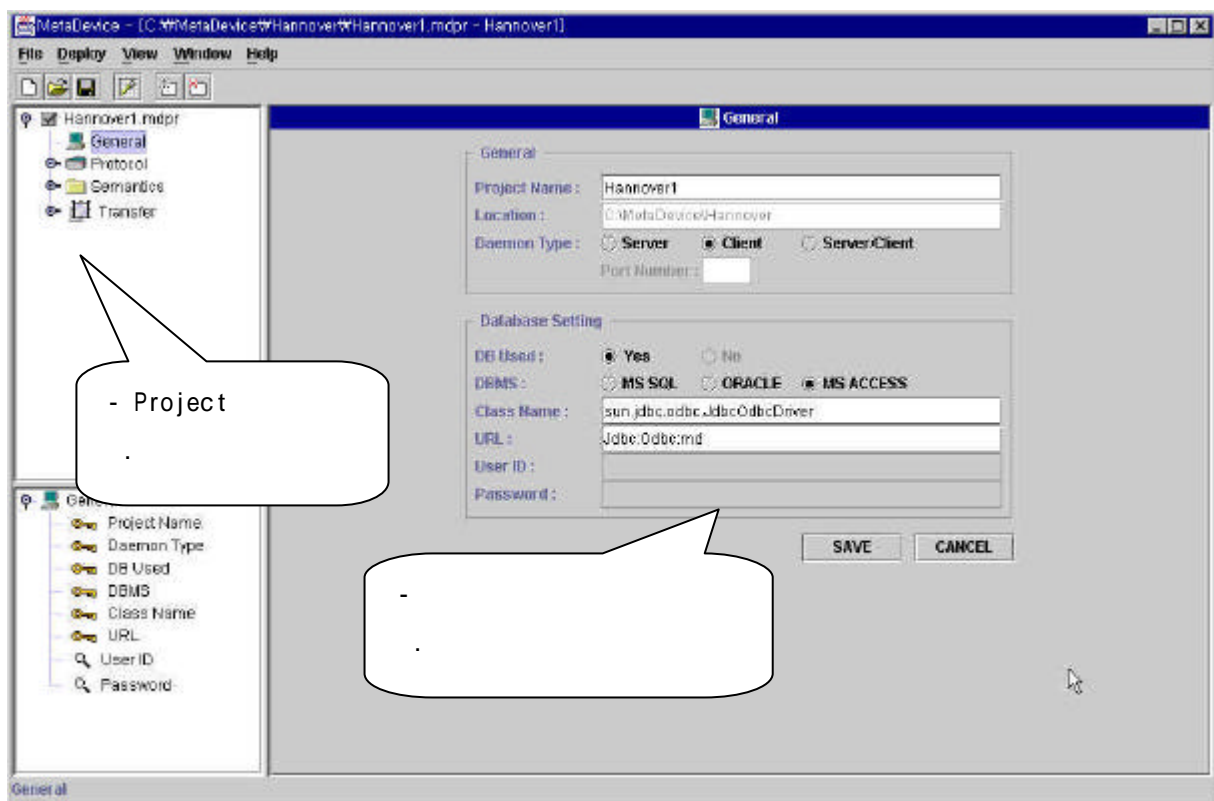 MetaDevice - [C:₩MetaDevice₩Hannover₩Hannover1.mdpr - Hannover1]
File Deploy View Window Help
Hannover1.mdpr
General
Protocol
Semantics
Transfer
- Project
.
General
Project Name
Daemon Type
DB Used
DBMS
Class Name
URL
User ID
Password
General
General
Project Name : Hannover1
Location : C:\MetaDevice\Hannover
Daemon Type : Server Client Server/Client
Port Number :
Database Setting
DB Used : Yes No
DBMS : MS SQL ORACLE MS ACCESS
Class Name : sun.jdbc.odbc.JdbcOdbcDriver
URL : Jdbc:Odbc:md
User ID :
Password :
SAVE CANCEL
-
.
General